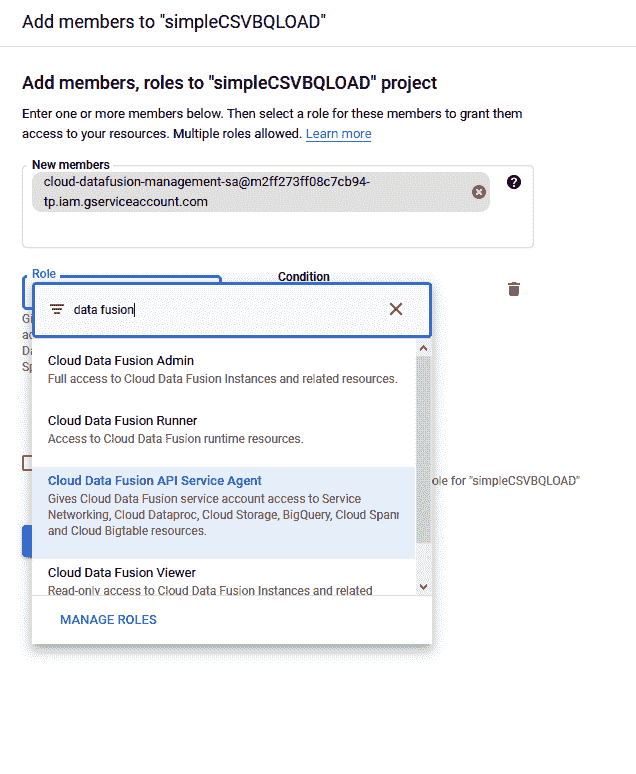 Add members to "simpleCSVBQLOAD"
Add members, roles to "simpleCSVBQLOAD" project
Enter one or more members below. Then select a role for these members to grant them
access to your resources. Multiple roles allowed. Learn more
New members
cloud-datafusion-management-sa@m2ff273ff08c7cb94-
tp.iam.gserviceaccount.com
Role
Condition
data fusion
Cloud Data Fusion Admin
Full access to Cloud Data Fusion Instances and related resources.
Cloud Data Fusion Runner
Access to Cloud Data Fusion runtime resources.
Cloud Data Fusion API Service Agent
Gives Cloud Data Fusion service account access to Service
Networking, Cloud Dataproc, Cloud Storage, BigQuery, Cloud Spanr
and Cloud Bigtable resources.
ole for "simpleCSVBQLOAD"
Cloud Data Fusion Viewer
Read-only access to Cloud Data Fusion Instances and related
MANAGE ROLES